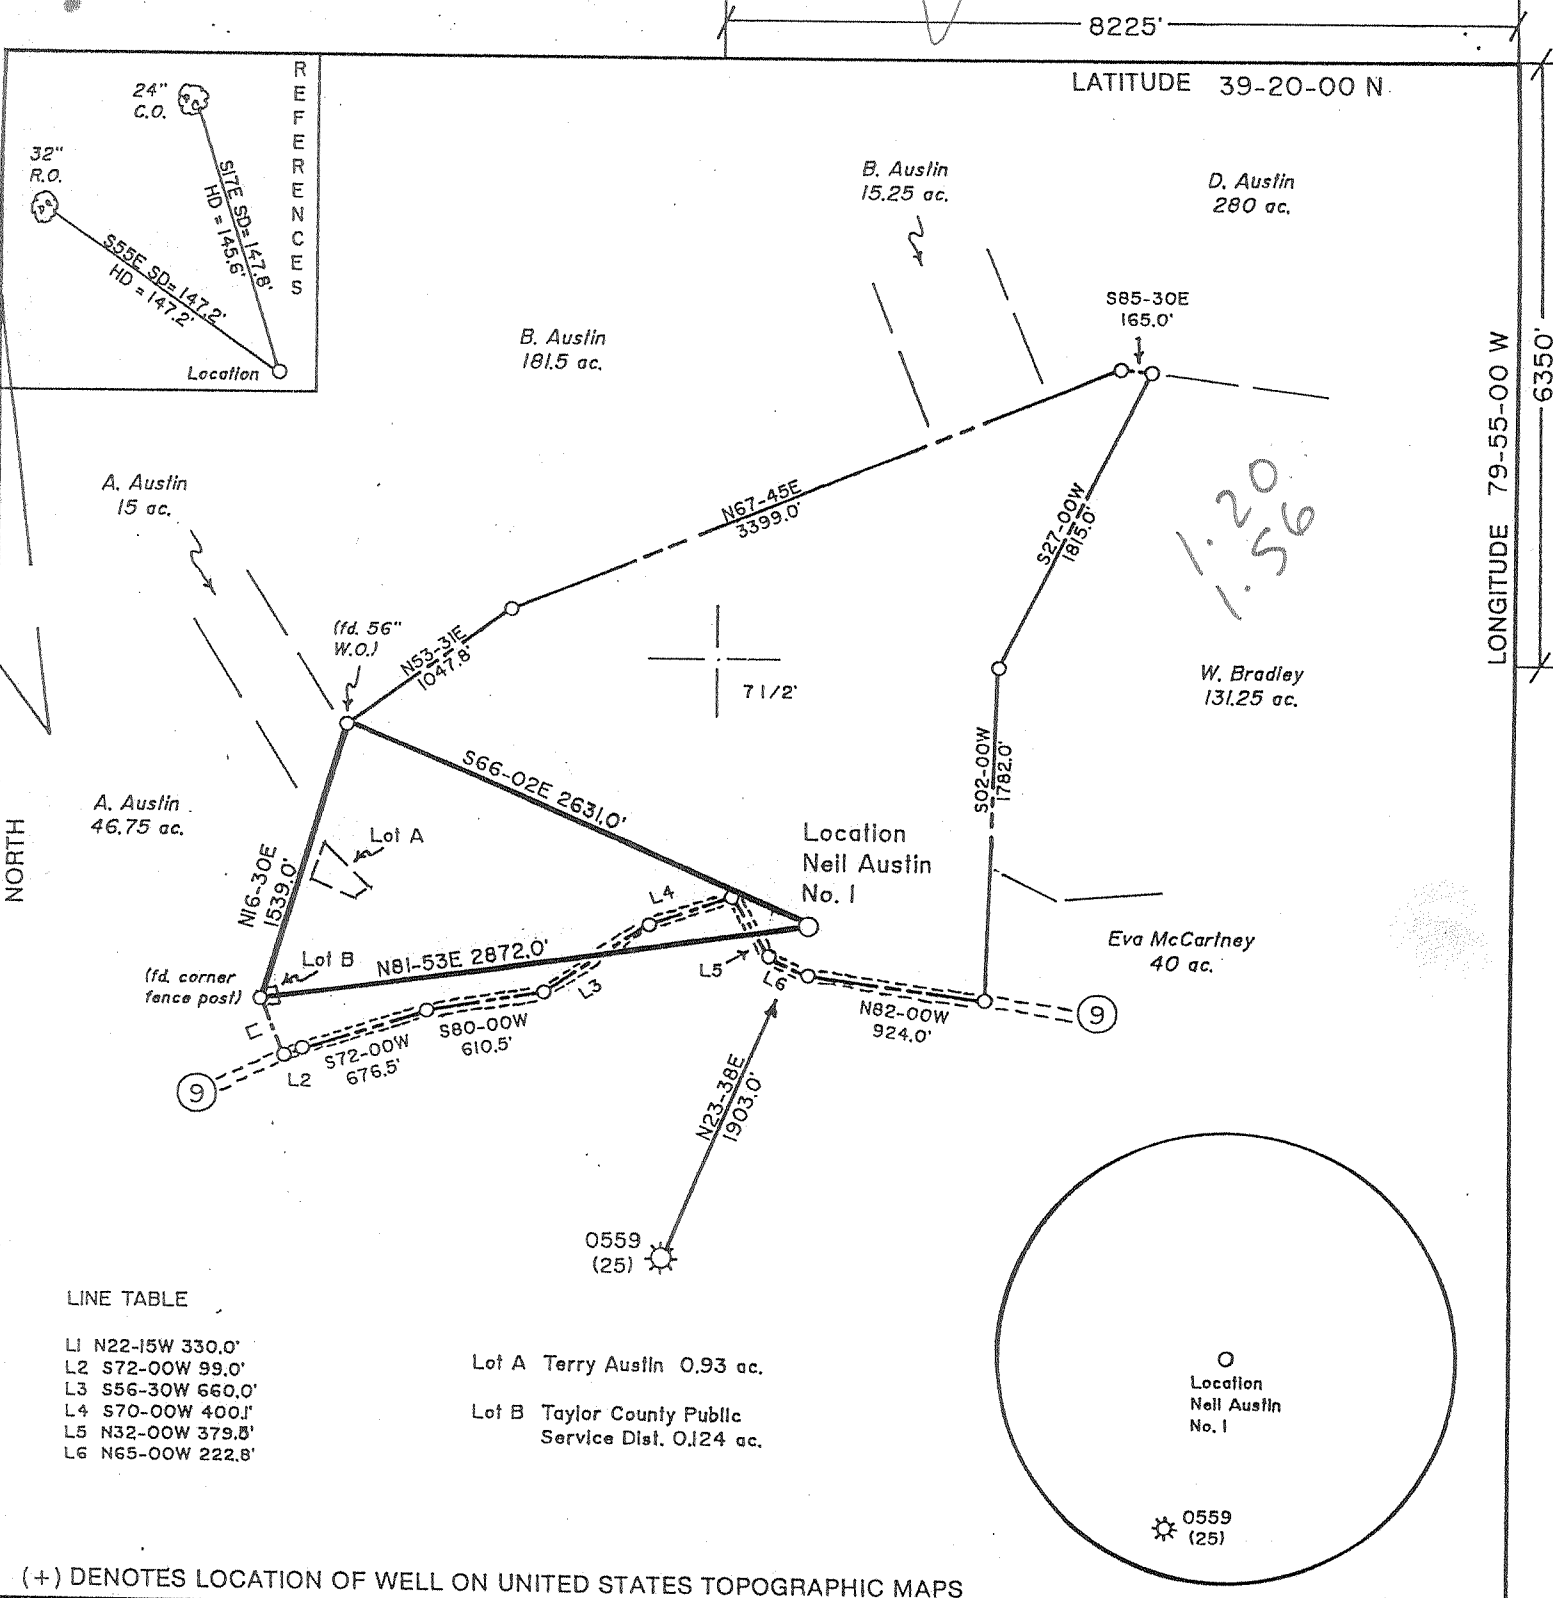 8225'
LATITUDE 39-20-00 N
REFERENCES
24"
C.O.
32"
R.O.
S17E SD=147.8'
HD = 145.6'
S55E SD=147.2'
HD = 147.2'
Location
B. Austin
15.25 ac.
D. Austin
280 ac.
S85-30E
165.0'
B. Austin
181.5 ac.
6350'
LONGITUDE 79-55-00 W
A. Austin
15 ac.
N67-45E
3399.0'
S27-00W
1815.0'
1.20
1.56
(fd. 56"
W.O.)
N53-31E
1047.8'
7 1/2'
W. Bradley
131.25 ac.
S02-00W
1782.0'
S66-02E 2631.0'
A. Austin
46.75 ac.
NORTH
Lot A
N16-30E
1539.0'
Location
Neil Austin
No. 1
L4
Eva McCartney
40 ac.
(fd. corner
fence post)
Lot B
N81-53E 2872.0'
L5
L6
L3
L1
N82-00W
924.0'
9
S80-00W
610.5'
S72-00W
676.5'
L2
9
N23-38E
1903.0'
0559
(25)
LINE TABLE
L1 N22-15W 330.0'
L2 S72-00W 99.0'
L3 S56-30W 660.0'
L4 S70-00W 400.1'
L5 N32-00W 379.5'
L6 N65-00W 222.8'
Lot A Terry Austin 0.93 ac.
Lot B Taylor County Public
Service Dist. 0.124 ac.
Location
Neil Austin
No. 1
0559
(25)
(+) DENOTES LOCATION OF WELL ON UNITED STATES TOPOGRAPHIC MAPS